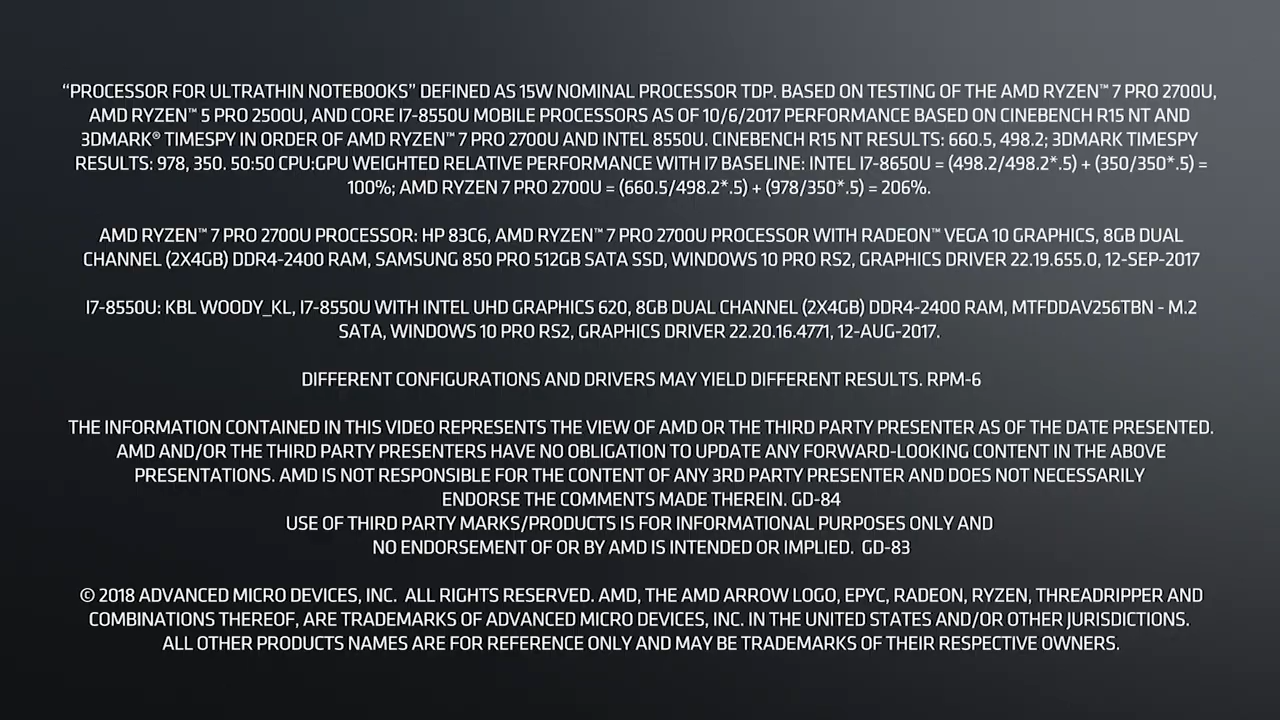 “PROCESSOR FOR ULTRATHIN NOTEBOOKS” DEFINED AS 15W NOMINAL PROCESSOR TDP. BASED ON TESTING OF THE AMD RYZEN™ 7 PRO 2700U,
AMD RYZEN™ 5 PRO 2500U, AND CORE I7-8550U MOBILE PROCESSORS AS OF 10/6/2017 PERFORMANCE BASED ON CINEBENCH R15 NT AND
3DMARK® TIMESPY IN ORDER OF AMD RYZEN™ 7 PRO 2700U AND INTEL 8550U. CINEBENCH R15 NT RESULTS: 660.5, 498.2; 3DMARK TIMESPY
RESULTS: 978, 350. 50:50 CPU:GPU WEIGHTED RELATIVE PERFORMANCE WITH I7 BASELINE: INTEL I7-8650U = (498.2/498.2*.5) + (350/350*.5) =
100%; AMD RYZEN 7 PRO 2700U = (660.5/498.2*.5) + (978/350*.5) = 206%.
AMD RYZEN™ 7 PRO 2700U PROCESSOR: HP 83C6, AMD RYZEN™ 7 PRO 2700U PROCESSOR WITH RADEON™ VEGA 10 GRAPHICS, 8GB DUAL
CHANNEL (2X4GB) DDR4-2400 RAM, SAMSUNG 850 PRO 512GB SATA SSD, WINDOWS 10 PRO RS2, GRAPHICS DRIVER 22.19.655.0, 12-SEP-2017
I7-8550U: KBL WOODY_KL, I7-8550U WITH INTEL UHD GRAPHICS 620, 8GB DUAL CHANNEL (2X4GB) DDR4-2400 RAM, MTFDDAV256TBN - M.2
SATA, WINDOWS 10 PRO RS2, GRAPHICS DRIVER 22.20.16.4771, 12-AUG-2017.
DIFFERENT CONFIGURATIONS AND DRIVERS MAY YIELD DIFFERENT RESULTS. RPM-6
THE INFORMATION CONTAINED IN THIS VIDEO REPRESENTS THE VIEW OF AMD OR THE THIRD PARTY PRESENTER AS OF THE DATE PRESENTED.
AMD AND/OR THE THIRD PARTY PRESENTERS HAVE NO OBLIGATION TO UPDATE ANY FORWARD-LOOKING CONTENT IN THE ABOVE
PRESENTATIONS. AMD IS NOT RESPONSIBLE FOR THE CONTENT OF ANY 3RD PARTY PRESENTER AND DOES NOT NECESSARILY
ENDORSE THE COMMENTS MADE THEREIN. GD-84
USE OF THIRD PARTY MARKS/PRODUCTS IS FOR INFORMATIONAL PURPOSES ONLY AND
NO ENDORSEMENT OF OR BY AMD IS INTENDED OR IMPLIED. GD-83
© 2018 ADVANCED MICRO DEVICES, INC. ALL RIGHTS RESERVED. AMD, THE AMD ARROW LOGO, EPYC, RADEON, RYZEN, THREADRIPPER AND
COMBINATIONS THEREOF, ARE TRADEMARKS OF ADVANCED MICRO DEVICES, INC. IN THE UNITED STATES AND/OR OTHER JURISDICTIONS.
ALL OTHER PRODUCTS NAMES ARE FOR REFERENCE ONLY AND MAY BE TRADEMARKS OF THEIR RESPECTIVE OWNERS.